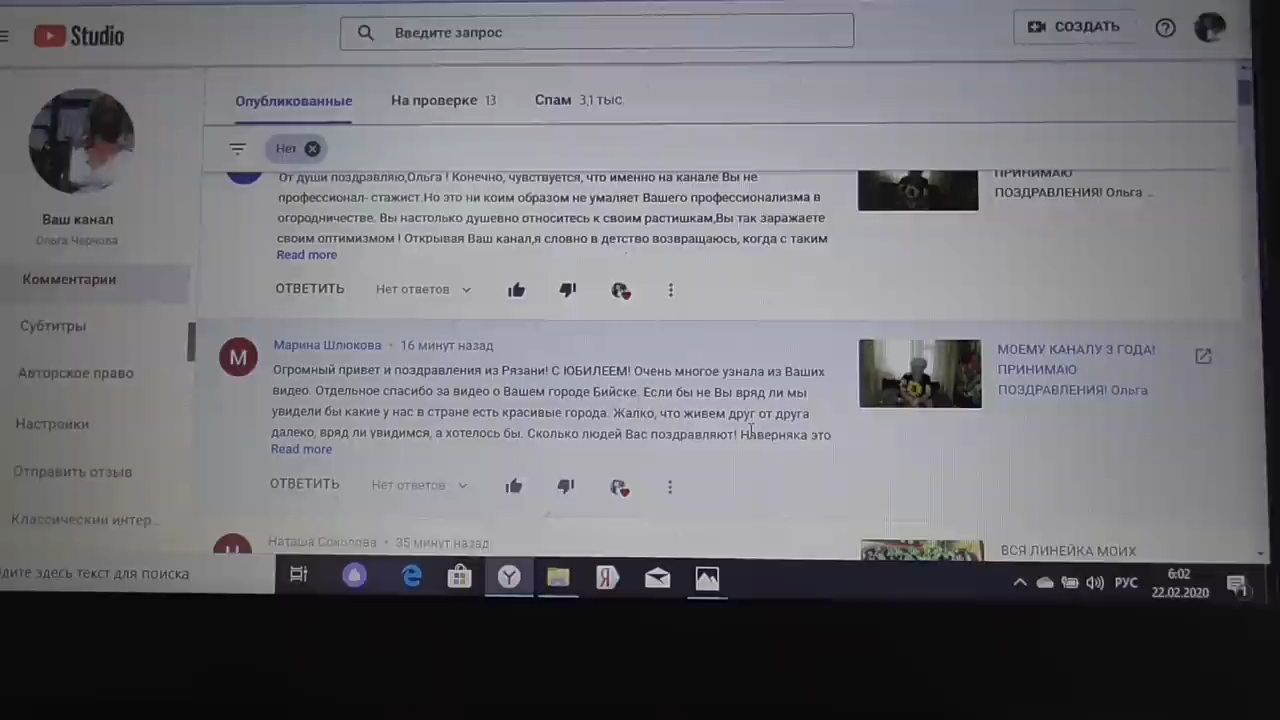 Studio
Введите запрос
СОЗДАТЬ
Опубликованные
На проверке 13
Спам 3,1 тыс.
Нет
Ваш канал
Ольга Чернова
Комментарии
Субтитры
Авторское право
Настройки
Отправить отзыв
Классический интер...
От души поздравляю,Ольга ! Конечно, чувствуется, что именно на канале Вы не
профессионал- стажист.Но это ни коим образом не умаляет Вашего профессионализма в
огородничестве. Вы настолько душевно относитесь к своим растишкам,Вы так заражаете
своим оптимизмом ! Открывая Ваш канал,я словно в детство возвращаюсь, когда с таким
Read more
ПРИНИМАЮ
ПОЗДРАВЛЕНИЯ! Ольга ...
ОТВЕТИТЬ
Нет ответов
М
Марина Шлюкова • 16 минут назад
Огромный привет и поздравления из Рязани! С ЮБИЛЕЕМ! Очень многое узнала из Ваших
видео. Отдельное спасибо за видео о Вашем городе Бийске. Если бы не Вы вряд ли мы
увидели бы какие у нас в стране есть красивые города. Жалко, что живем друг от друга
далеко, вряд ли увидимся, а хотелось бы. Сколько людей Вас поздравляют! Наверняка это
Read more
МОЕМУ КАНАЛУ 3 ГОДА!
ПРИНИМАЮ
ПОЗДРАВЛЕНИЯ! Ольга
ОТВЕТИТЬ
Нет ответов
Наташа Соколова • 35 минут назад
ВСЯ ЛИНЕЙКА МОИХ
здесь текст для поиска
РУС
6:02
22.02.2020
1